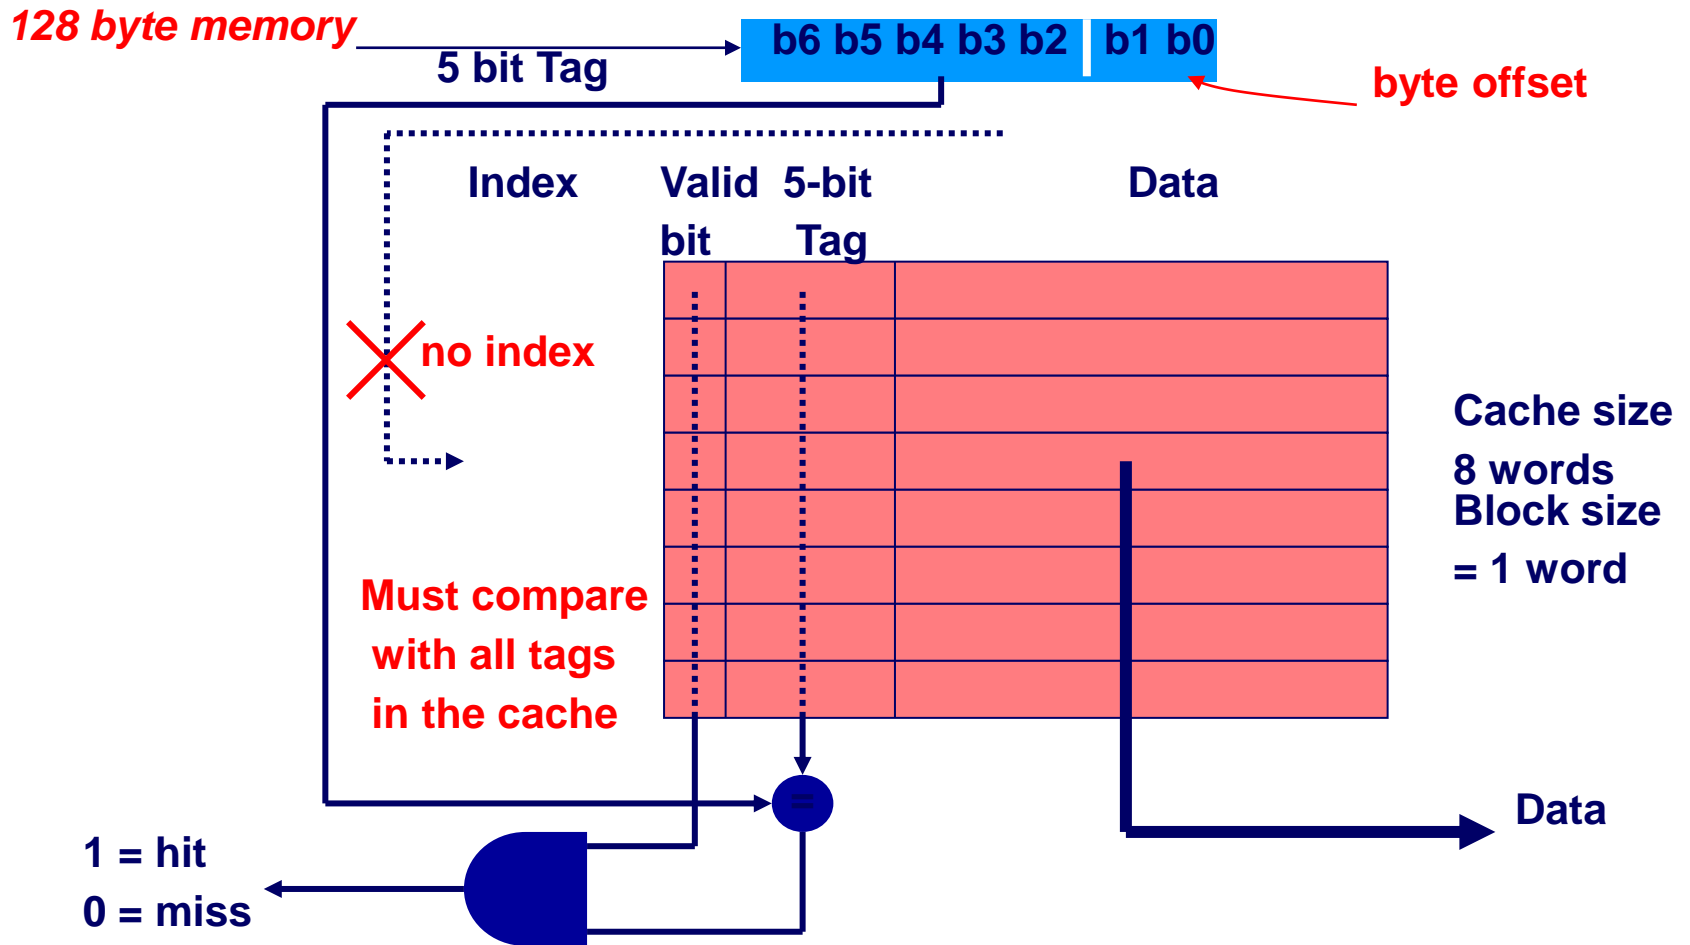 128 byte memory
b6 b5 b4 b3 b2 b1 b0
5 bit Tag
byte offset
Index Valid 5-bit Data
bit Tag
no index
Cache size
8 words
Block size
= 1 word
Must compare
with all tags
in the cache
=
Data
1 = hit
0 = miss